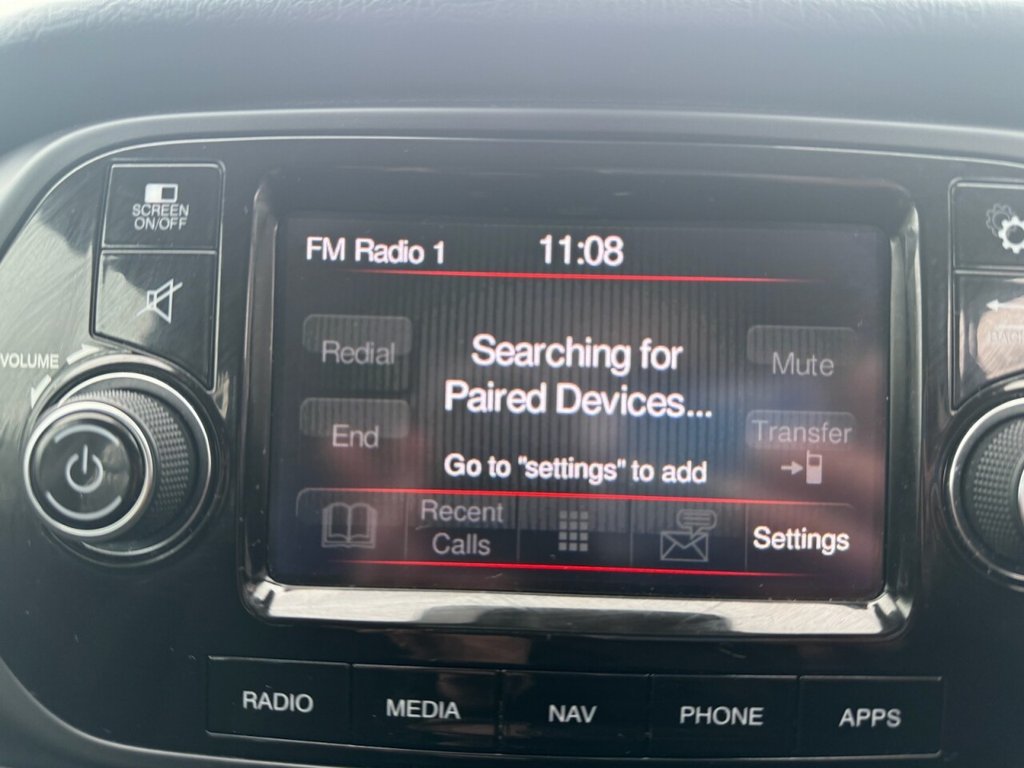 SCREEN
ON/OFF
VOLUME
FM Radio 1
11:08
Redial
Searching for
Paired Devices...
Mute
End
Transfer
Go to "settings" to add
Recent
Calls
Settings
RADIO
MEDIA
NAV
PHONE
APPS